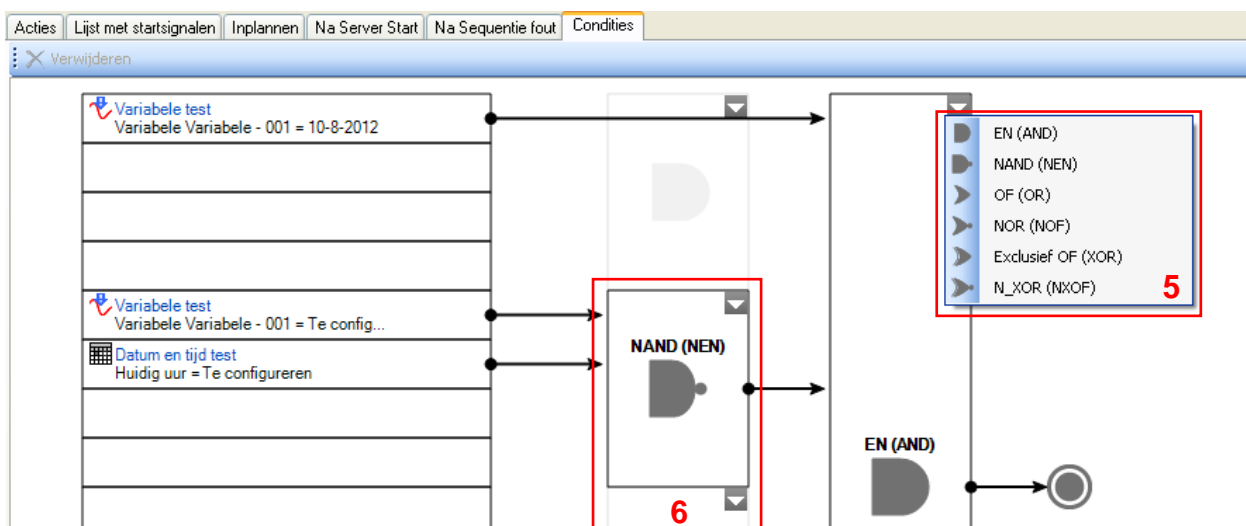 Acties Lijst met startsignalen Inplannen Na Server Start Na Sequentie fout Condities
Verwijderen
Variabele test
Variabele Variabele - 001 = 10-8-2012
EN (AND)
NAND (NEN)
OF (OR)
NOR (NOF)
Exclusief OF (XOR)
N_XOR (NXOF)
5
Variabele test
Variabele Variabele - 001 = Te config...
Datum en tijd test
Huidig uur = Te configureren
NAND (NEN)
EN (AND)
6